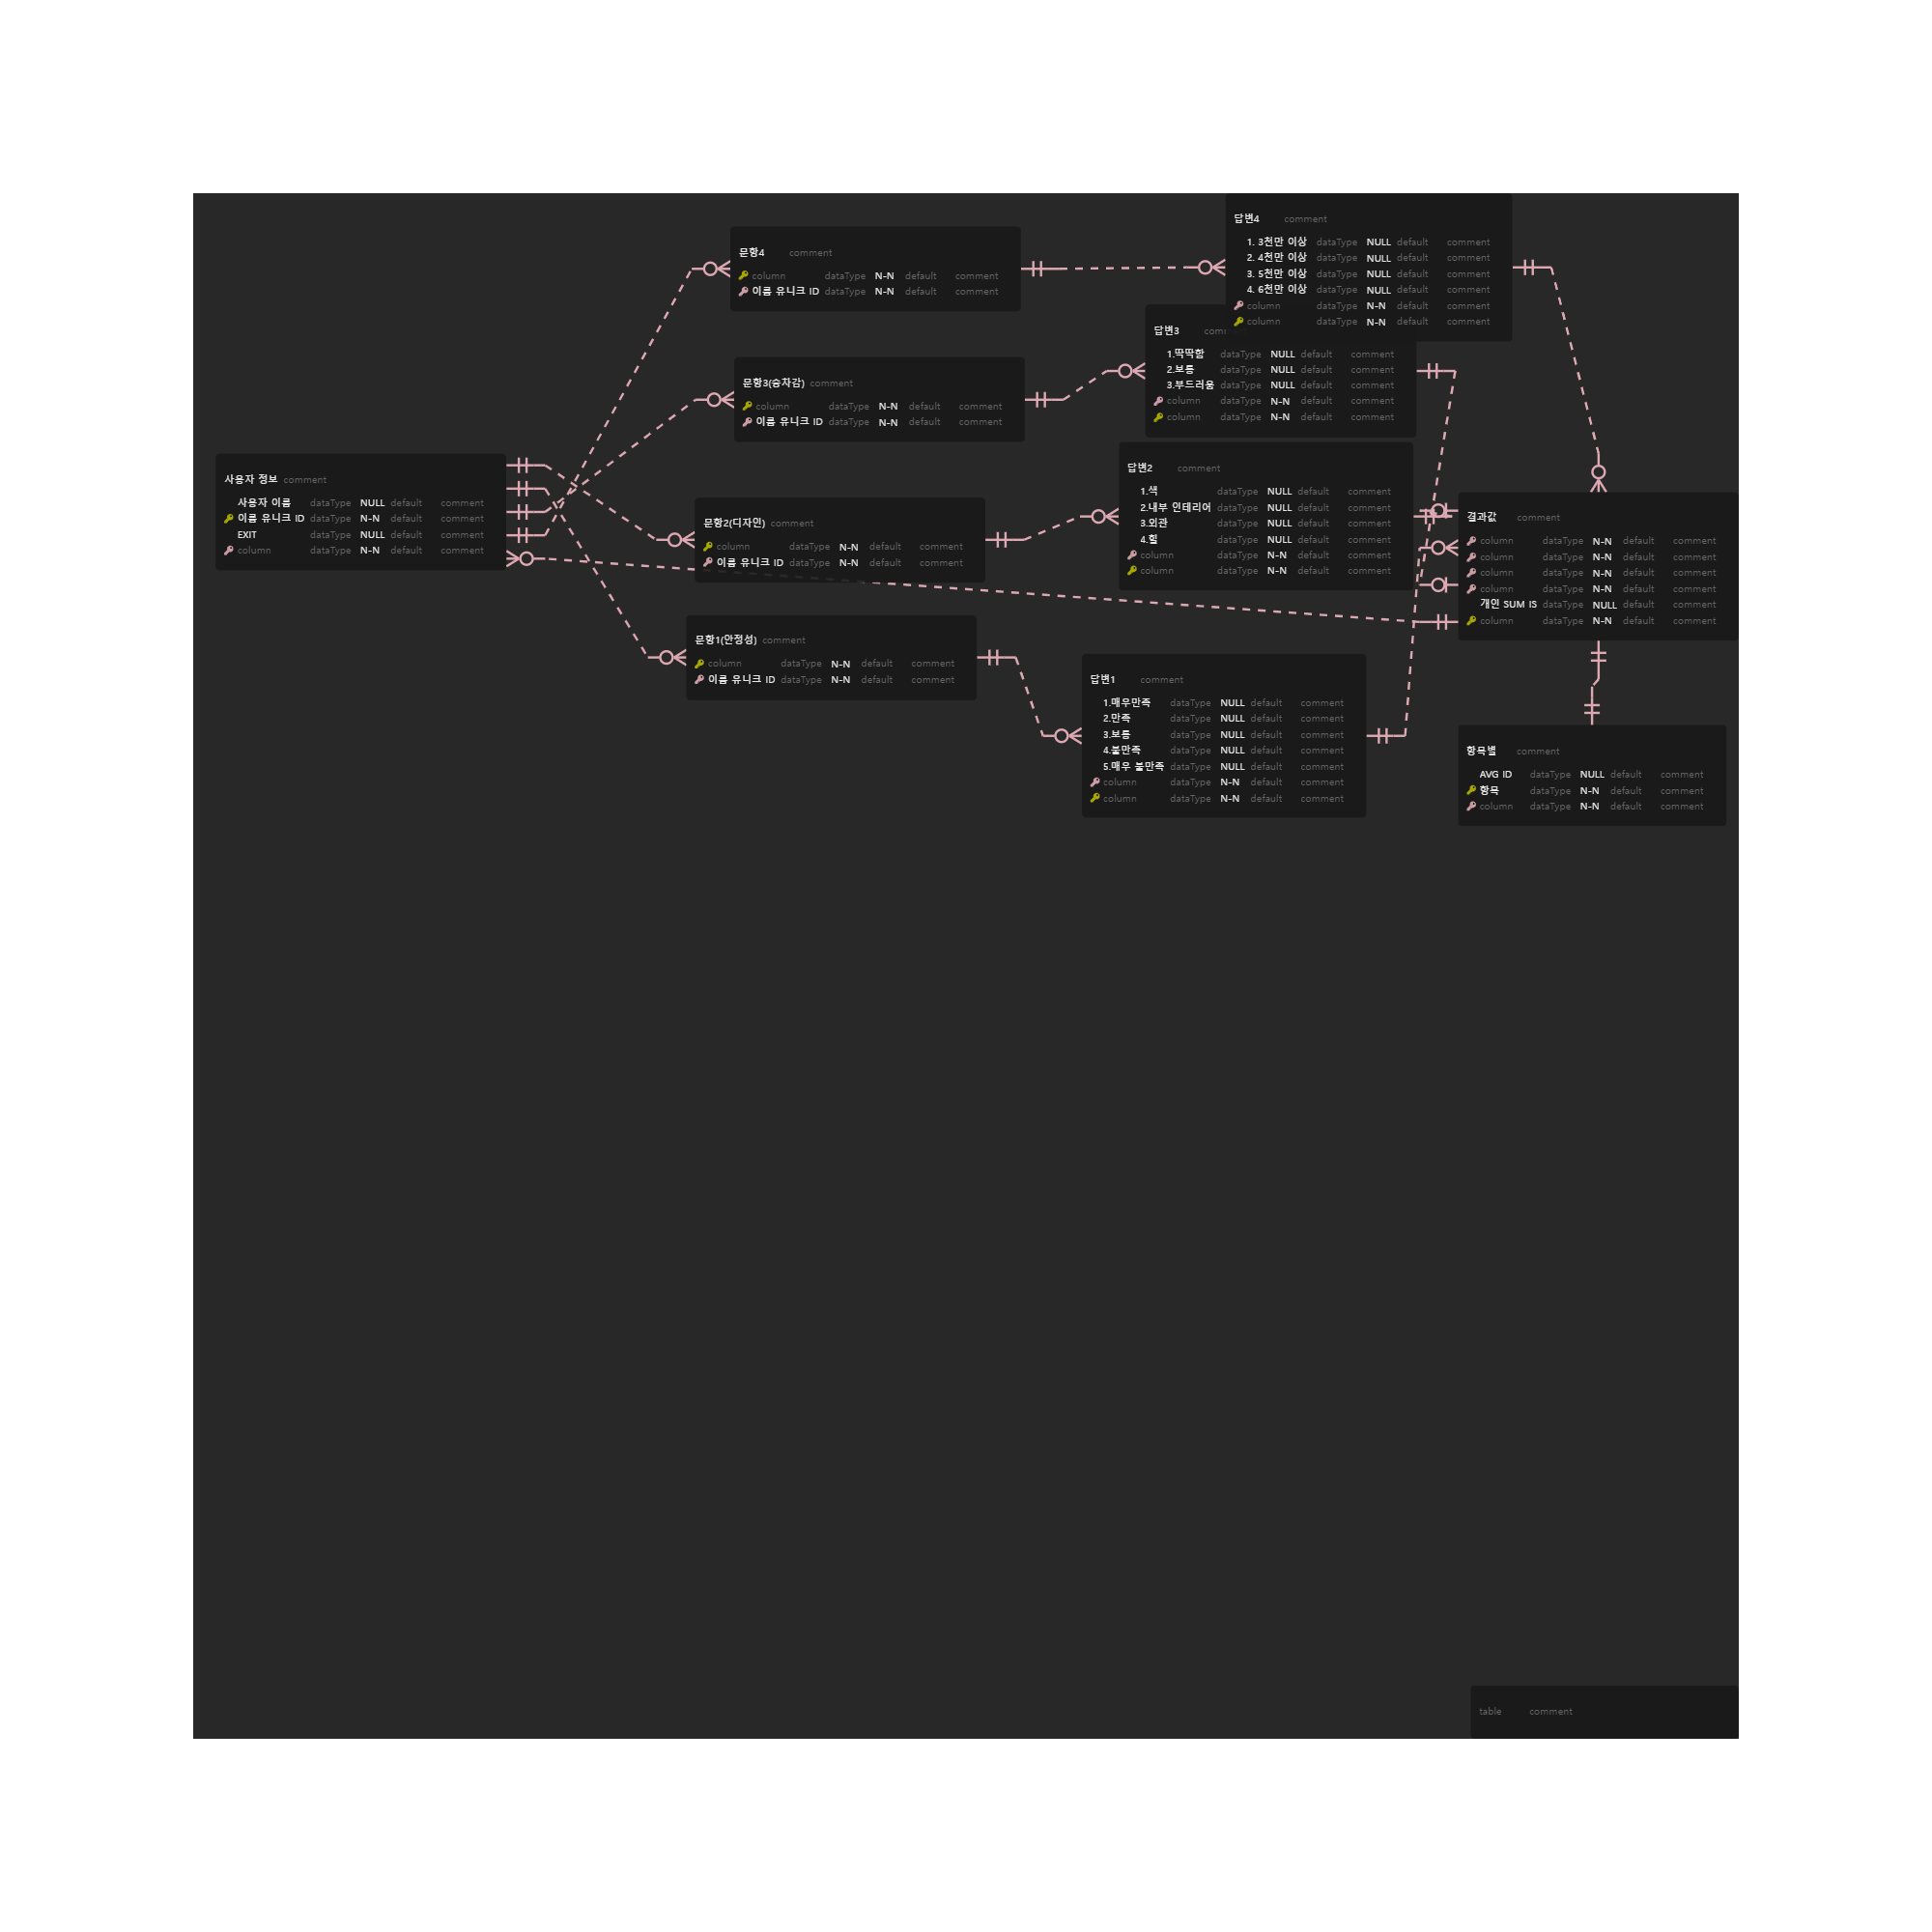 답변4 comment
1. 3천만 이상 dataType NULL default comment
2. 4천만 이상 dataType NULL default comment
3. 5천만 이상 dataType NULL default comment
4. 6천만 이상 dataType NULL default comment
column dataType N-N default comment
column dataType N-N default comment
문항4 comment
column dataType N-N default comment
이름 유니크 ID dataType N-N default comment
답변3 comm
1.딱딱함 dataType NULL default comment
2.보통 dataType NULL default comment
3.부드러움 dataType NULL default comment
column dataType N-N default comment
column dataType N-N default comment
문항3(승차감) comment
column dataType N-N default comment
이름 유니크 ID dataType N-N default comment
사용자 정보 comment
사용자 이름 dataType NULL default comment
이름 유니크 ID dataType N-N default comment
EXIT dataType NULL default comment
column dataType N-N default comment
답변2 comment
1.색 dataType NULL default comment
2.내부 인테리어 dataType NULL default comment
3.외관 dataType NULL default comment
4.휠 dataType NULL default comment
column dataType N-N default comment
column dataType N-N default comment
문항2(디자인) comment
column dataType N-N default comment
이름 유니크 ID dataType N-N default comment
결과값 comment
column dataType N-N default comment
column dataType N-N default comment
column dataType N-N default comment
column dataType N-N default comment
개인 SUM IS dataType NULL default comment
column dataType N-N default comment
문항1(안정성) comment
column dataType N-N default comment
이름 유니크 ID dataType N-N default comment
답변1 comment
1.매우만족 dataType NULL default comment
2.만족 dataType NULL default comment
3.보통 dataType NULL default comment
4.불만족 dataType NULL default comment
5.매우 불만족 dataType NULL default comment
column dataType N-N default comment
column dataType N-N default comment
항목별 comment
AVG ID dataType NULL default comment
항목 dataType N-N default comment
column dataType N-N default comment
table comment